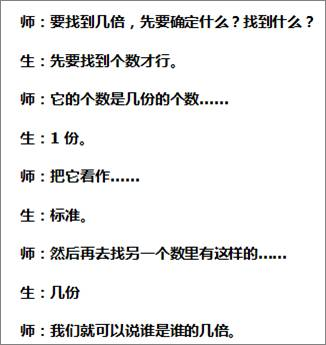 师：要找到几倍，先要确定什么？找到什么？
生：先要找到个数才行。
师：它的个数是几份的个数……
生：1 份。
师：把它看作……
生：标准。
师：然后再去找另一个数里有这样的……
生：几份
师：我们就可以说谁是谁的几倍。